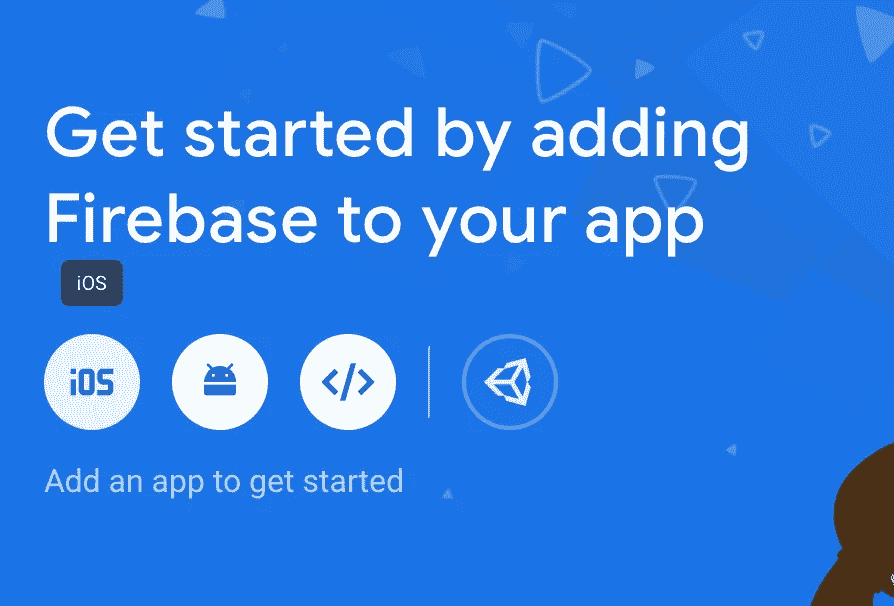 Get started by adding
Firebase to your app
iOS
iOS
</>
Add an app to get started